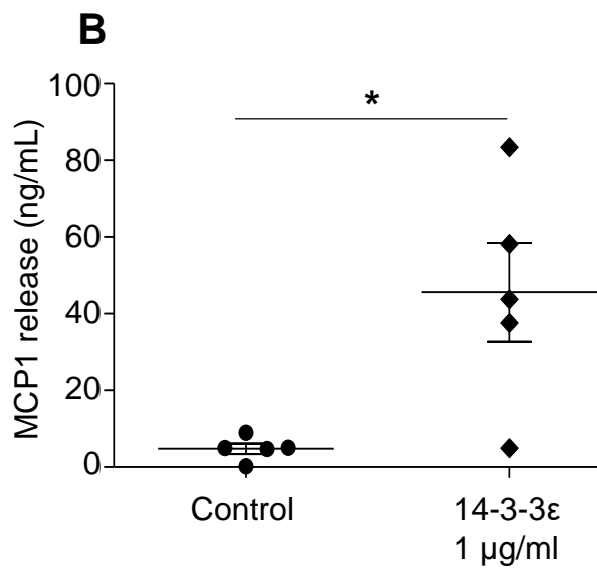 B
MCP1 release (ng/mL)
100
80
60
40
20
0
*
Control
14-3-3ε
1 µg/ml